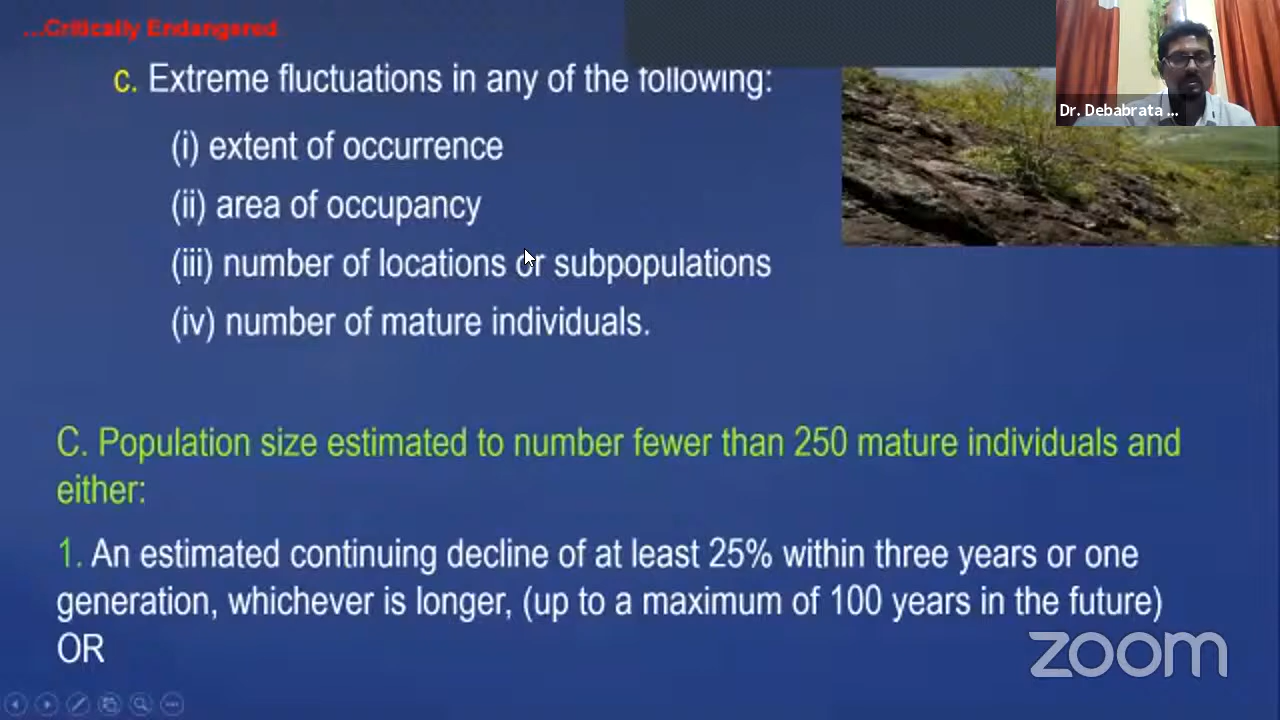 ...Critically Endangered
c. Extreme fluctuations in any of the following:
Dr. Debabrata ...
(i) extent of occurrence
(ii) area of occupancy
(iii) number of locations or subpopulations
(iv) number of mature individuals.
C. Population size estimated to number fewer than 250 mature individuals and
either:
1. An estimated continuing decline of at least 25% within three years or one
generation, whichever is longer, (up to a maximum of 100 years in the future)
OR
zoom